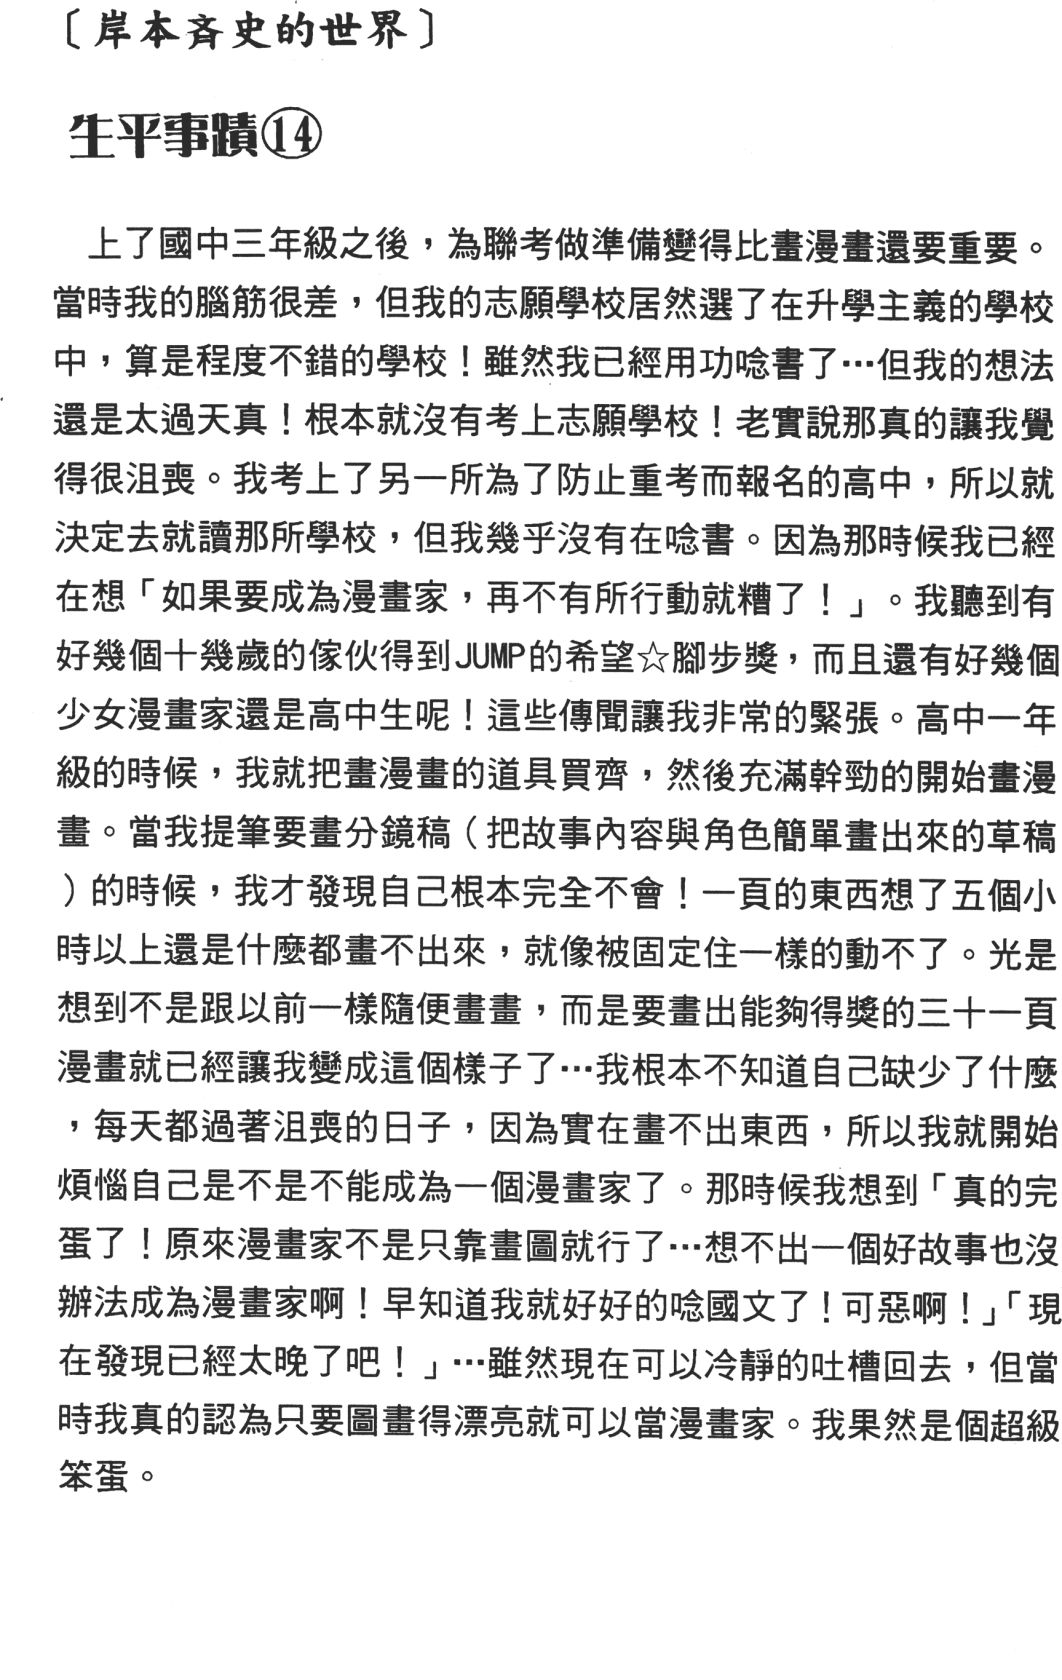 〔岸本斉史的世界〕
生平事蹟⑭
上了國中三年級之後，為聯考做準備變得比畫漫畫還要重要。
當時我的腦筋很差，但我的志願學校居然選了在升學主義的學校
中，算是程度不錯的學校！雖然我已經用功唸書了…但我的想法
還是太過天真！根本就沒有考上志願學校！老實說那真的讓我覺
得很沮喪。我考上了另一所為了防止重考而報名的高中，所以就
決定去就讀那所學校，但我幾乎沒有在唸書。因為那時候我已經
在想「如果要成為漫畫家，再不有所行動就糟了！」。我聽到有
好幾個十幾歲的傢伙得到JUMP的希望☆腳步獎，而且還有好幾個
少女漫畫家還是高中生呢！這些傳聞讓我非常的緊張。高中一年
級的時候，我就把畫漫畫的道具買齊，然後充滿幹勁的開始畫漫
畫。當我提筆要畫分鏡稿（把故事內容與角色簡單畫出來的草稿
）的時候，我才發現自己根本完全不會！一頁的東西想了五個小
時以上還是什麼都畫不出來，就像被固定住一樣的動不了。光是
想到不是跟以前一樣隨便畫畫，而是要畫出能夠得獎的三十一頁
漫畫就已經讓我變成這個樣子了…我根本不知道自己缺少了什麼
，每天都過著沮喪的日子，因為實在畫不出東西，所以我就開始
煩惱自己是不是不能成為一個漫畫家了。那時候我想到「真的完
蛋了！原來漫畫家不是只靠畫圖就行了…想不出一個好故事也沒
辦法成為漫畫家啊！早知道我就好好的唸國文了！可惡啊！」「現
在發現已經太晚了吧！」…雖然現在可以冷靜的吐槽回去，但當
時我真的認為只要圖畫得漂亮就可以當漫畫家。我果然是個超級
笨蛋。